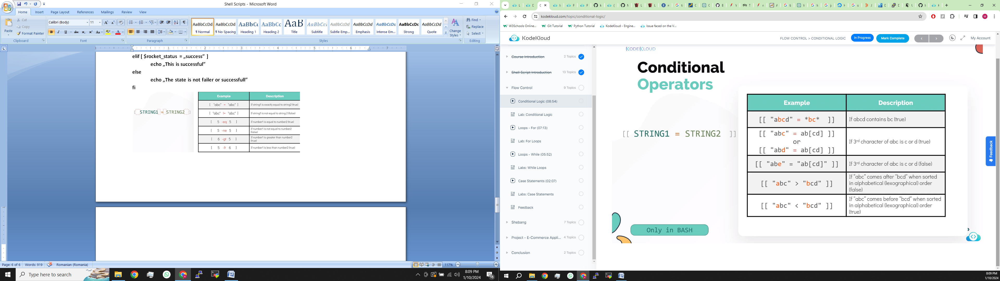 Shell Scripts - Microsoft Word
Home
Insert
Page Layout
References
Mailings
Review
View
Cut
Copy
Format Painter
Paste
Clipboard
Calibri (Body)
11
Font
Paragraph
AaBbCcDd
¶ Normal
AaBbCcDd
¶ No Spacing
AaBbCc
Heading 1
AaBbCc
Heading 2
AaB
Title
AaBbCcI
Subtitle
AaBbCcDd
Subtle Emp...
AaBbCcDd
Emphasis
AaBbCcDd
Intense Em...
AaBbCcDd
Strong
AaBbCcDd
Quote
Change
Styles
Styles
Find
Replace
Select
Editing
1 1 2 3 4 5 6 7
elif [ $rocket_status = „success” ]
echo „This is successful”
else
echo „The state is not failer or successfull”
fi
[ STRING1 = STRING2 ]
Example Description
[ "abc" = "abc" ] If string1 is exactly equal to string2 (true)
[ "abc" != "abc" ] If string1 is not equal to string 2 (false)
[ 5 -eq 5 ] If number1 is equal to number2 (true)
[ 5 -ne 5 ] If number1 is not equal to number2
(false)
[ 6 -gt 5 ] If number1 is greater than number2
(true)
[ 5 -lt 6 ] If number1 is less than number2 (true)
Page: 6 of 6 Words: 919 Romanian (Romania) 117%
Type here to search
8:09 PM
1/10/2024
18
kodekloud.com/topic/conditional-logic/
W3Schools Online... Git Tutorial Python Tutorial KodeKloud - Engine... Issue faced on the V...
KodeKloud
FLOW CONTROL > CONDITIONAL LOGIC
In Progress
Mark Complete
< >
My Account
Course Introduction 2 Topics
Shell Script Introduction 13 Topics
Flow Control 9 Topics
Conditional Logic (08:54)
Lab: Conditional Logic
Loops - For (07:13)
Lab: For Loops
Loops - While (05:52)
Labs: While Loops
Case Statements (02:07)
Labs: Case Statements
Feedback
Shebang 7 Topics
Project - E-Commerce Appli... 4 Topics
Conclusion 2 Topics
KODEKLOUD
Conditional
Operators
[[ STRING1 = STRING2 ]]
Only in BASH
Example Description
[[ "abcd" = *bc* ]] If abcd contains bc (true)
[[ "abc" = ab[cd] ]]
or
[[ "abd" = ab[cd] ]]
If 3rd character of abc is c or d (true)
[[ "abe" = "ab[cd]" ]] If 3rd character of abc is c or d (false)
[[ "abc" > "bcd" ]]
If “abc” comes after “bcd” when sorted
in alphabetical (lexographical) order
(false)
[[ "abc" < "bcd" ]]
If “abc” comes before “bcd” when sorted
in alphabetical (lexographical) order
(true)
Feedback
8:09 PM
1/10/2024